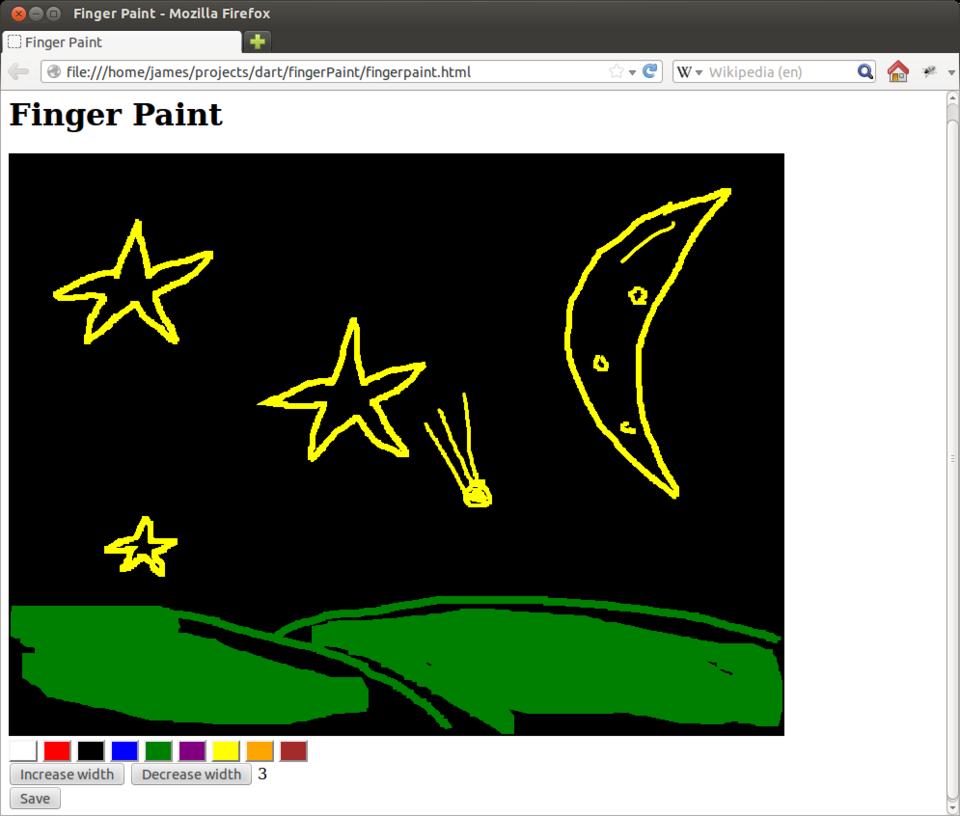 Finger Paint - Mozilla Firefox
Finger Paint
file:///home/james/projects/dart/fingerPaint/fingerpaint.html
W Wikipedia (en)
Finger Paint
Increase width Decrease width 3
Save